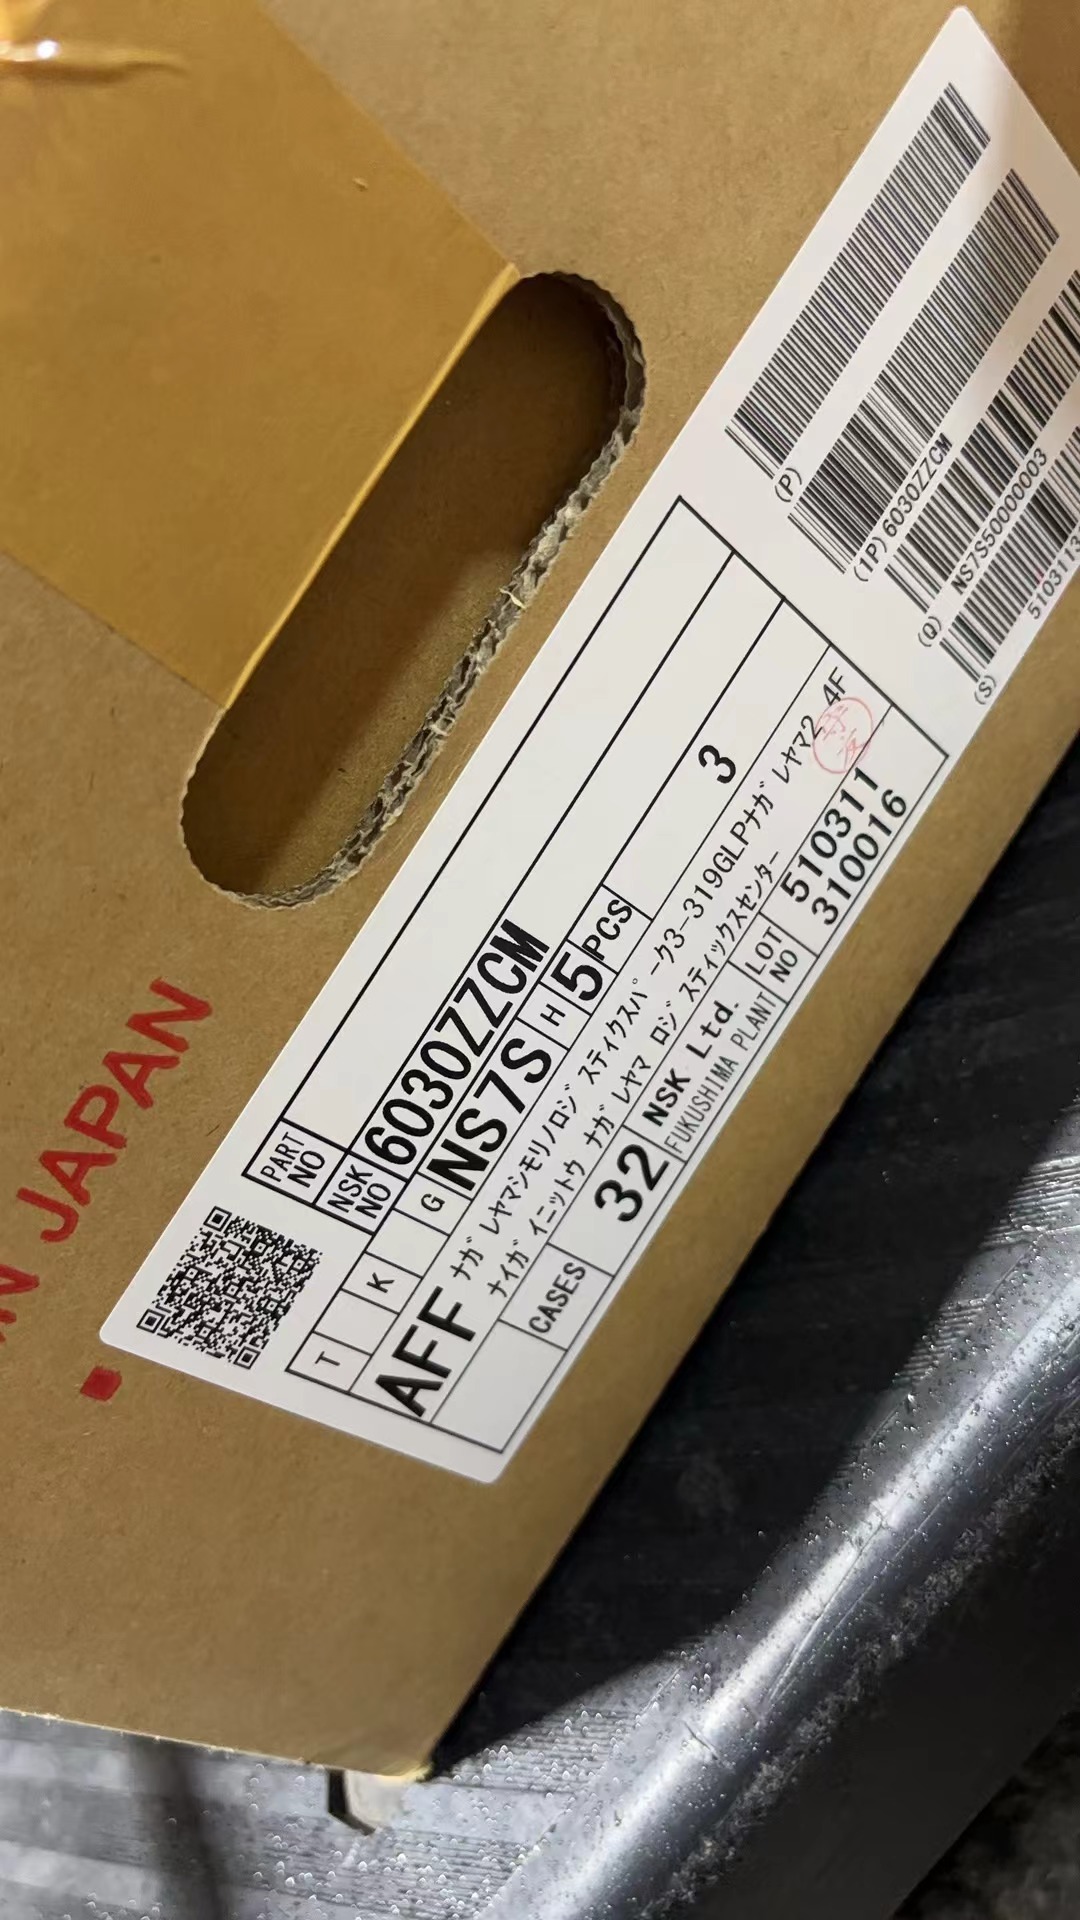 JAPAN
PART NO
NSK NO 6030ZZCM
T K G NS7S H 5 PCS 3
AFF ナガレヤマシモリノロジスティクスパーク3-319GLPナガレヤマ2 4F
ナイガイニットウ ナガレヤマ ロジスティックスセンター
CASES 32 NSK Ltd. LOT NO 510311
FUKUSHIMA PLANT 310016
(P)
(1P) 6030ZZCM
(Q) NS7S50000003
(S) 5103113